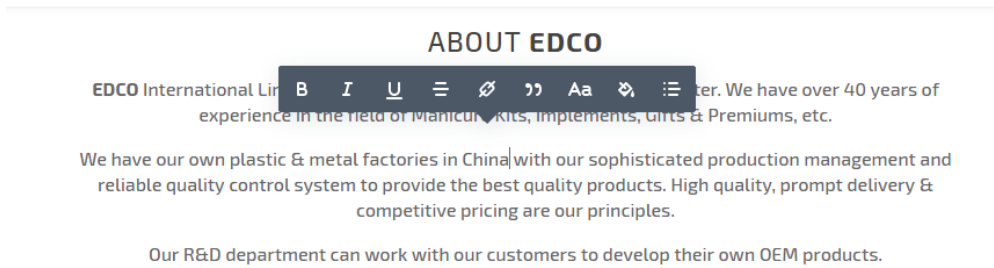 ABOUT EDCO
EDCO International Li ter. We have over 40 years of
experience in the field of Manicure Kits, Implements, Gifts & Premiums, etc.
We have our own plastic & metal factories in China with our sophisticated production management and
reliable quality control system to provide the best quality products. High quality, prompt delivery &
competitive pricing are our principles.
Our R&D department can work with our customers to develop their own OEM products.
B I U Aa